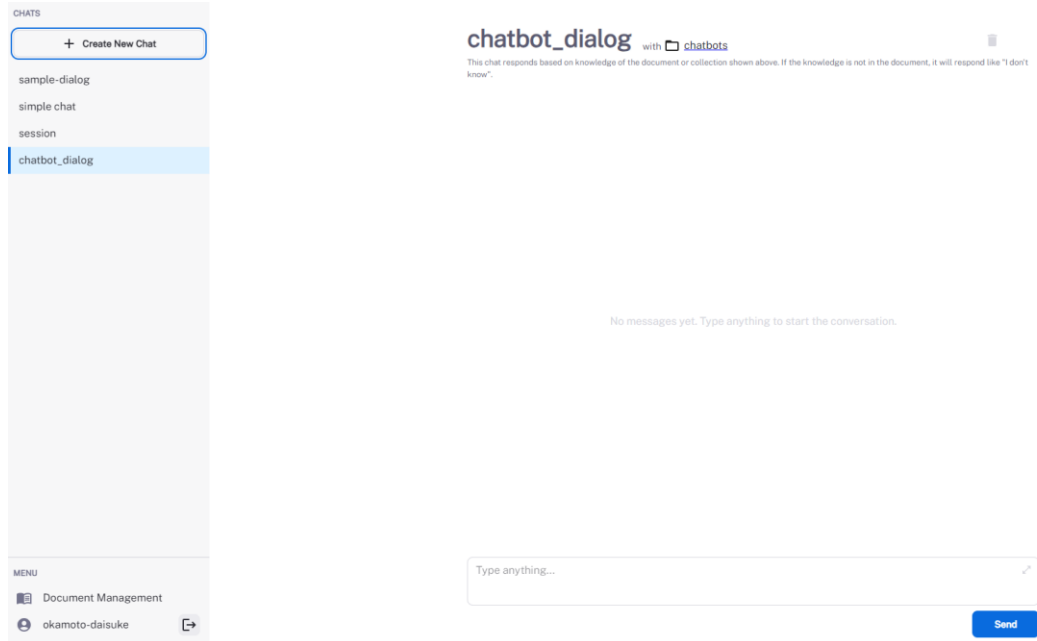 CHATS
+ Create New Chat
sample-dialog
simple chat
session
chatbot_dialog
MENU
Document Management
okamoto-daisuke
chatbot_dialog with chatbots
This chat responds based on knowledge of the document or collection shown above. If the knowledge is not in the document, it will respond like "I don't
know".
No messages yet. Type anything to start the conversation.
Type anything...
Send